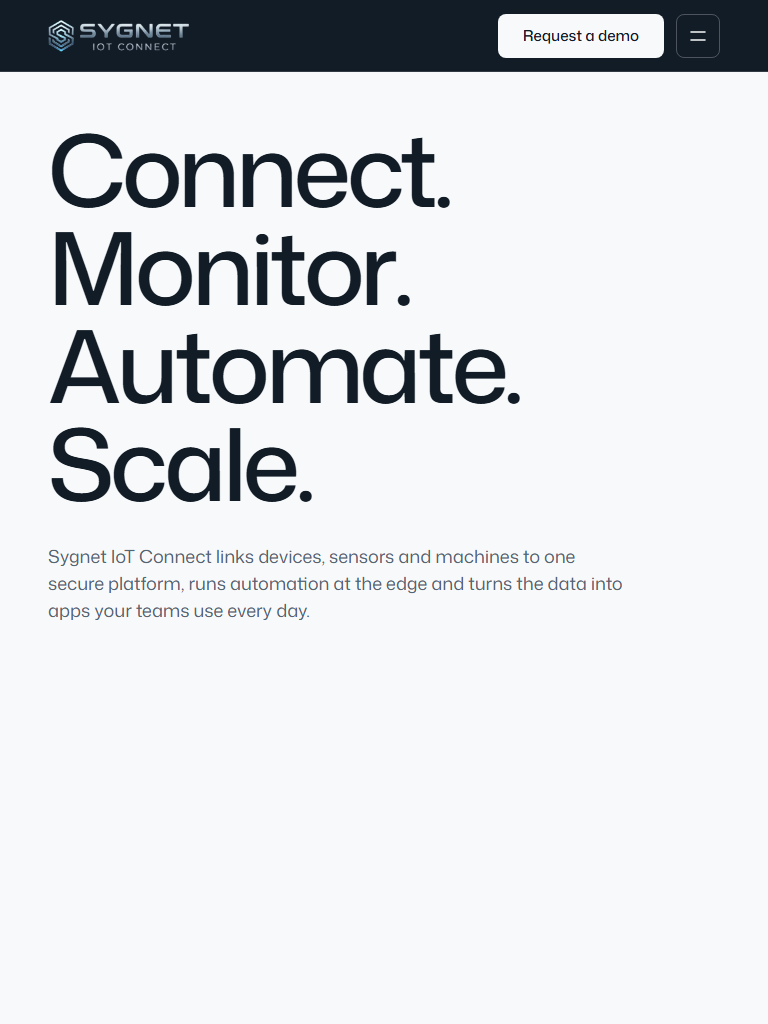 SYGNET
IOT CONNECT
Request a demo
Connect.
Monitor.
Automate.
Scale.
Sygnet IoT Connect links devices, sensors and machines to one
secure platform, runs automation at the edge and turns the data into
apps your teams use every day.